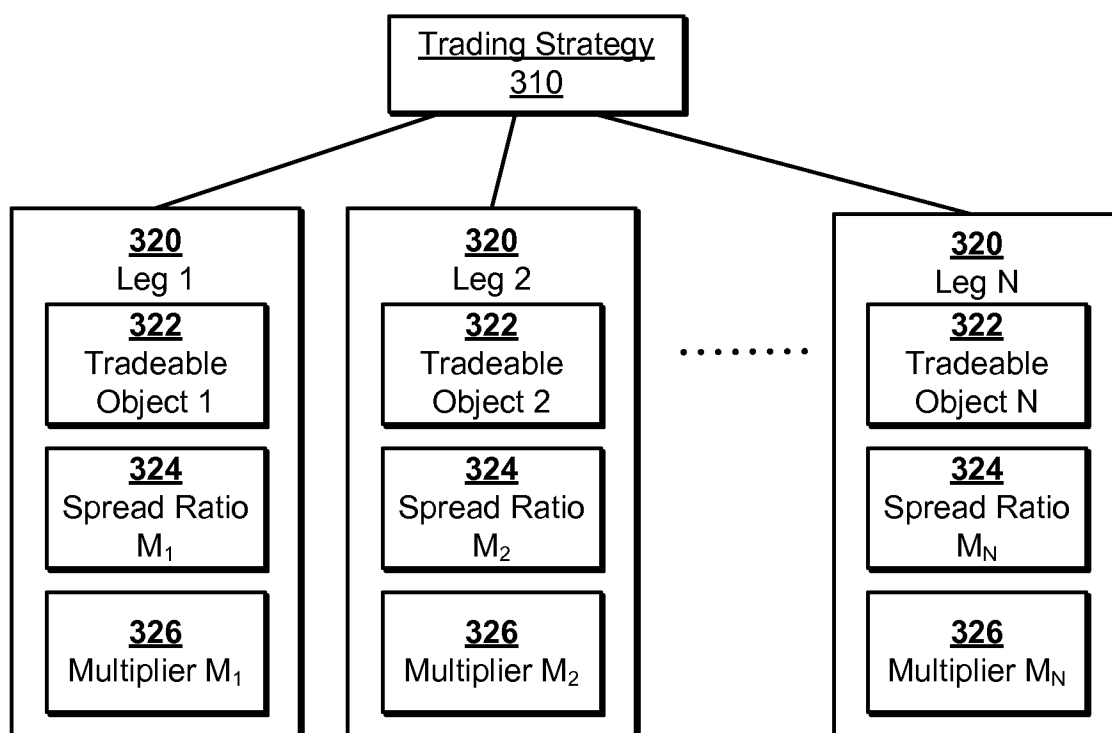 Trading Strategy
310
320
Leg 1
322
Tradeable
Object 1
324
Spread Ratio
M₁
326
Multiplier M₁
320
Leg 2
322
Tradeable
Object 2
324
Spread Ratio
M₂
326
Multiplier M₂
........
320
Leg N
322
Tradeable
Object N
324
Spread Ratio
M_N
326
Multiplier M_N